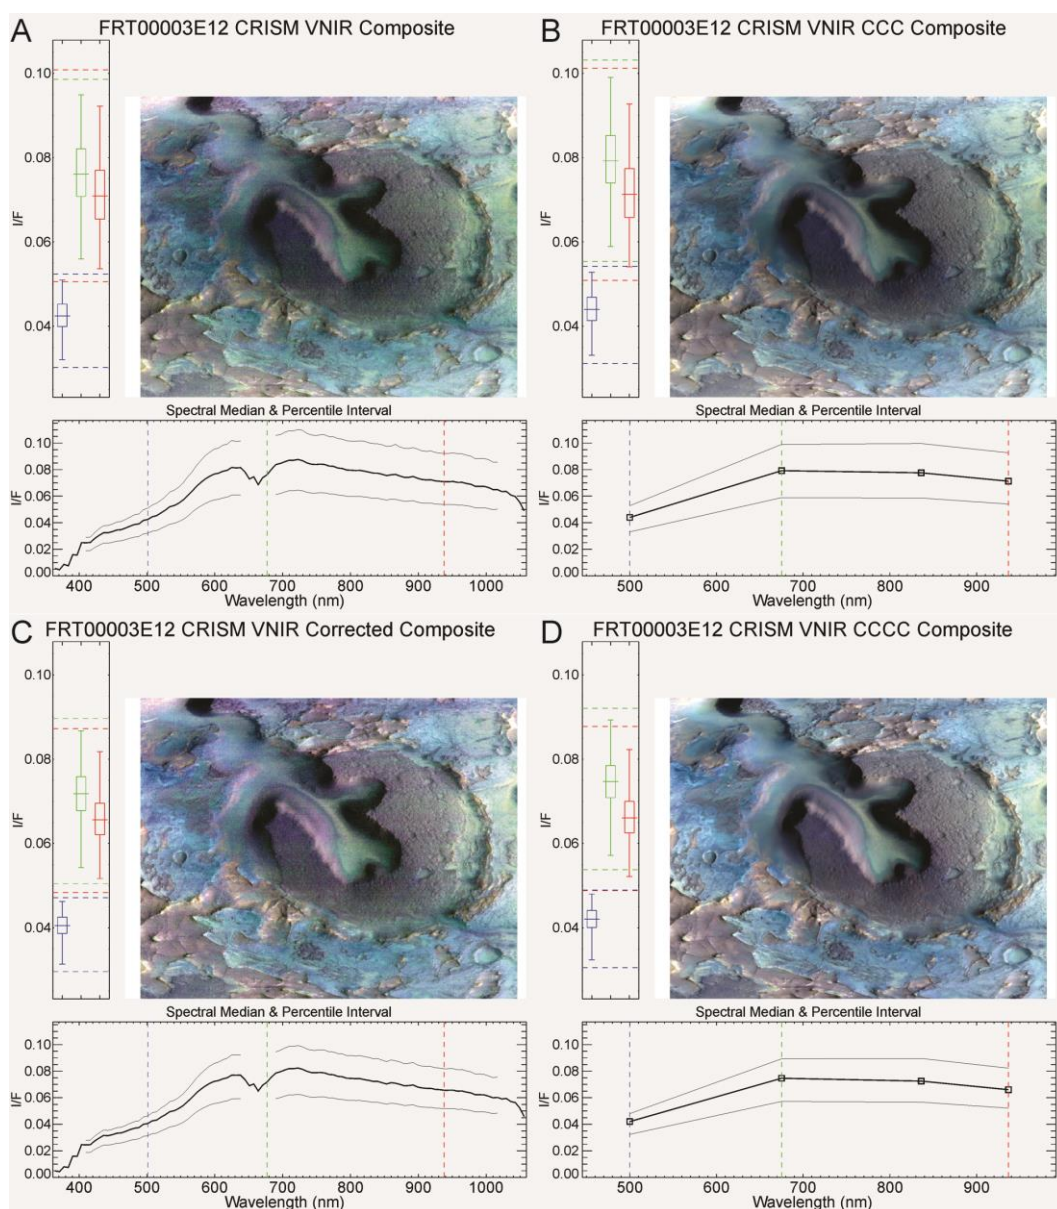 A FRT00003E12 CRISM VNIR Composite
0.10
0.08
I/F
0.06
0.04
Spectral Median & Percentile Interval
0.10
0.08
I/F
0.06
0.04
0.02
0.00
400 500 600 700 800 900 1000
Wavelength (nm)
B FRT00003E12 CRISM VNIR CCC Composite
0.10
0.08
I/F
0.06
0.04
Spectral Median & Percentile Interval
0.10
0.08
I/F
0.06
0.04
0.02
0.00
500 600 700 800 900
Wavelength (nm)
C FRT00003E12 CRISM VNIR Corrected Composite
0.10
0.08
I/F
0.06
0.04
Spectral Median & Percentile Interval
0.10
0.08
I/F
0.06
0.04
0.02
0.00
400 500 600 700 800 900 1000
Wavelength (nm)
D FRT00003E12 CRISM VNIR CCCC Composite
0.10
0.08
I/F
0.06
0.04
Spectral Median & Percentile Interval
0.10
0.08
I/F
0.06
0.04
0.02
0.00
500 600 700 800 900
Wavelength (nm)